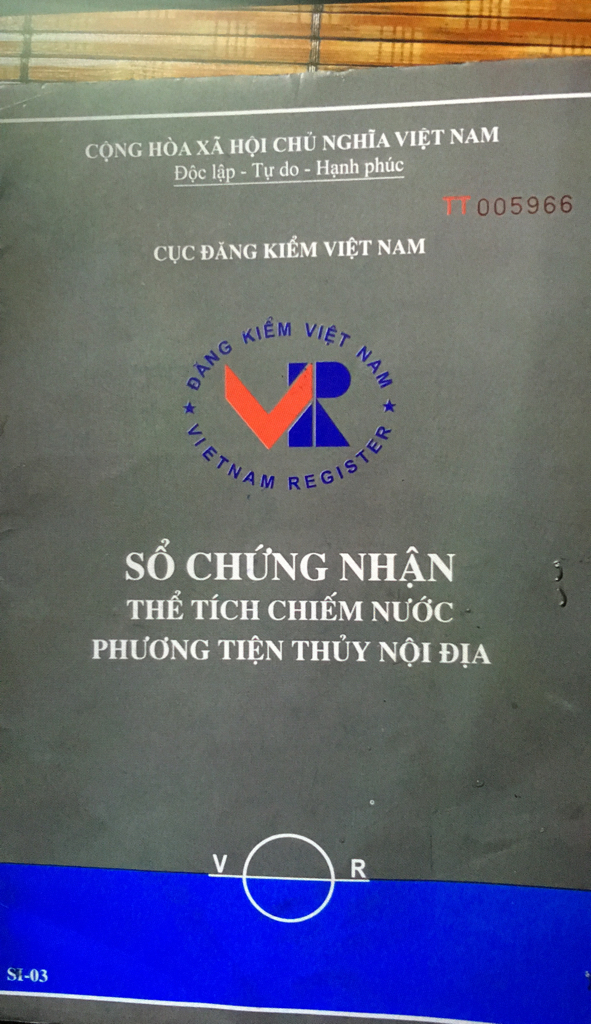 CỘNG HÒA XÃ HỘI CHỦ NGHĨA VIỆT NAM
Độc lập - Tự do - Hạnh phúc
TT 005966
CỤC ĐĂNG KIỂM VIỆT NAM
★ ĐĂNG KIỂM VIỆT NAM ★
VR
VIETNAM REGISTER
SỔ CHỨNG NHẬN
THỂ TÍCH CHIẾM NƯỚC
PHƯƠNG TIỆN THỦY NỘI ĐỊA
V R
SI-03